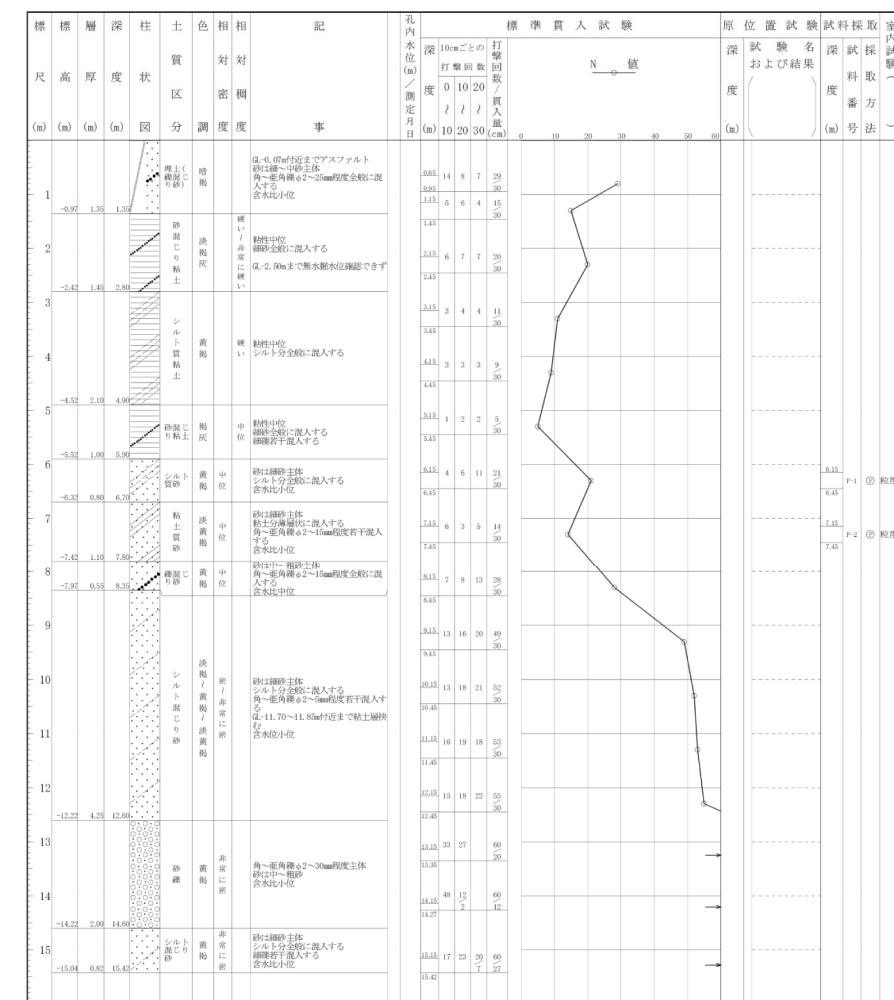 標尺(m) 標高(m) 層厚(m) 深度(m) 柱状図 土質区分 色調 相対密度 相対稠度 記事 孔内水位(m)／測定月日 標準貫入試験 原位置試験 試料採取 室内試験(
深度(m) 10cmごとの打撃回数 打撃回数/貫入量(cm) N 値 深度(m) 試験名および結果 深度(m) 試料番号 採取方法
0〜10 10〜20 20〜30 0 10 20 30 40 50 60
1
-0.97 1.35 1.35
埋土(礫混じり砂)
暗褐
GL-0.07m付近までアスファルト
砂は細〜中砂主体
角〜亜角礫φ2〜25mm程度全般に混
入する
含水比小位
0.65 14 8 7 29/30
0.95
1.15 5 6 4 15/30
1.45
2
-2.42 1.45 2.80
砂混じり粘土
淡褐灰
硬い〜非常に硬い
粘性中位
細砂全般に混入する
GL-2.50mまで無水掘水位確認できず
2.15 6 7 7 20/30
2.45
3
4
-4.52 2.10 4.90
シルト質粘土
黄褐
硬い
粘性中位
シルト分全般に混入する
3.15 3 4 4 11/30
3.45
4.15 3 3 3 9/30
4.45
5
-5.52 1.00 5.90
砂混じり粘土
褐灰
中位
粘性中位
細砂全般に混入する
細礫若干混入する
5.15 1 2 2 5/30
5.45
6
-6.32 0.80 6.70
シルト質砂
黄褐
中位
砂は細砂主体
シルト分全般に混入する
含水比小位
6.15 4 6 11 21/30
6.45
6.15 P-1 Ⓟ 粒度
6.45
7
-7.42 1.10 7.80
粘土質砂
淡黄褐
中位
砂は細砂主体
粘土分薄層状に混入する
角〜亜角礫φ2〜15mm程度若干混入
する
含水比小位
7.15 6 3 5 14/30
7.45
7.15 P-2 Ⓟ 粒度
7.45
8
-7.97 0.55 8.35
礫混じり砂
黄褐
中位
砂は中〜粗砂主体
角〜亜角礫φ2〜15mm程度全般に混
入する
含水比中位
8.15 7 8 13 28/30
8.45
9
10
11
12
-12.22 4.25 12.60
シルト混じり砂
淡褐〜黄褐〜淡黄褐
密〜非常に密
砂は細砂主体
シルト分全般に混入する
角〜亜角礫φ2〜5mm程度若干混入す
る
GL-11.70〜11.85m付近まで粘土層挟
む
含水位小位
9.15 13 16 20 49/30
9.45
10.15 13 18 21 52/30
10.45
11.15 16 19 18 53/30
11.45
12.15 15 18 22 55/30
12.45
13
14
-14.22 2.00 14.60
砂礫
黄褐
非常に密
角〜亜角礫φ2〜30mm程度主体
砂は中〜粗砂
含水比小位
13.15 33 27 60/20
13.35
14.15 48 12/2 60/12
14.27
15
-15.04 0.82 15.42
シルト混じり砂
黄褐
非常に密
砂は細砂主体
シルト分全般に混入する
細礫若干混入する
含水比小位
15.15 17 23 20/7 60/27
15.42